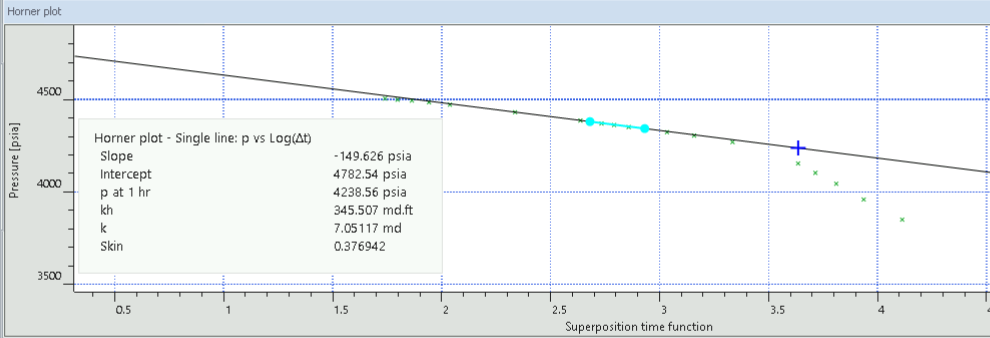 Horner plot
Pressure [psia]
4500
4000
3500
Horner plot - Single line: p vs Log(Δt)
Slope -149.626 psia
Intercept 4782.54 psia
p at 1 hr 4238.56 psia
kh 345.507 md.ft
k 7.05117 md
Skin 0.376942
0.5 1 1.5 2 2.5 3 3.5 4
Superposition time function